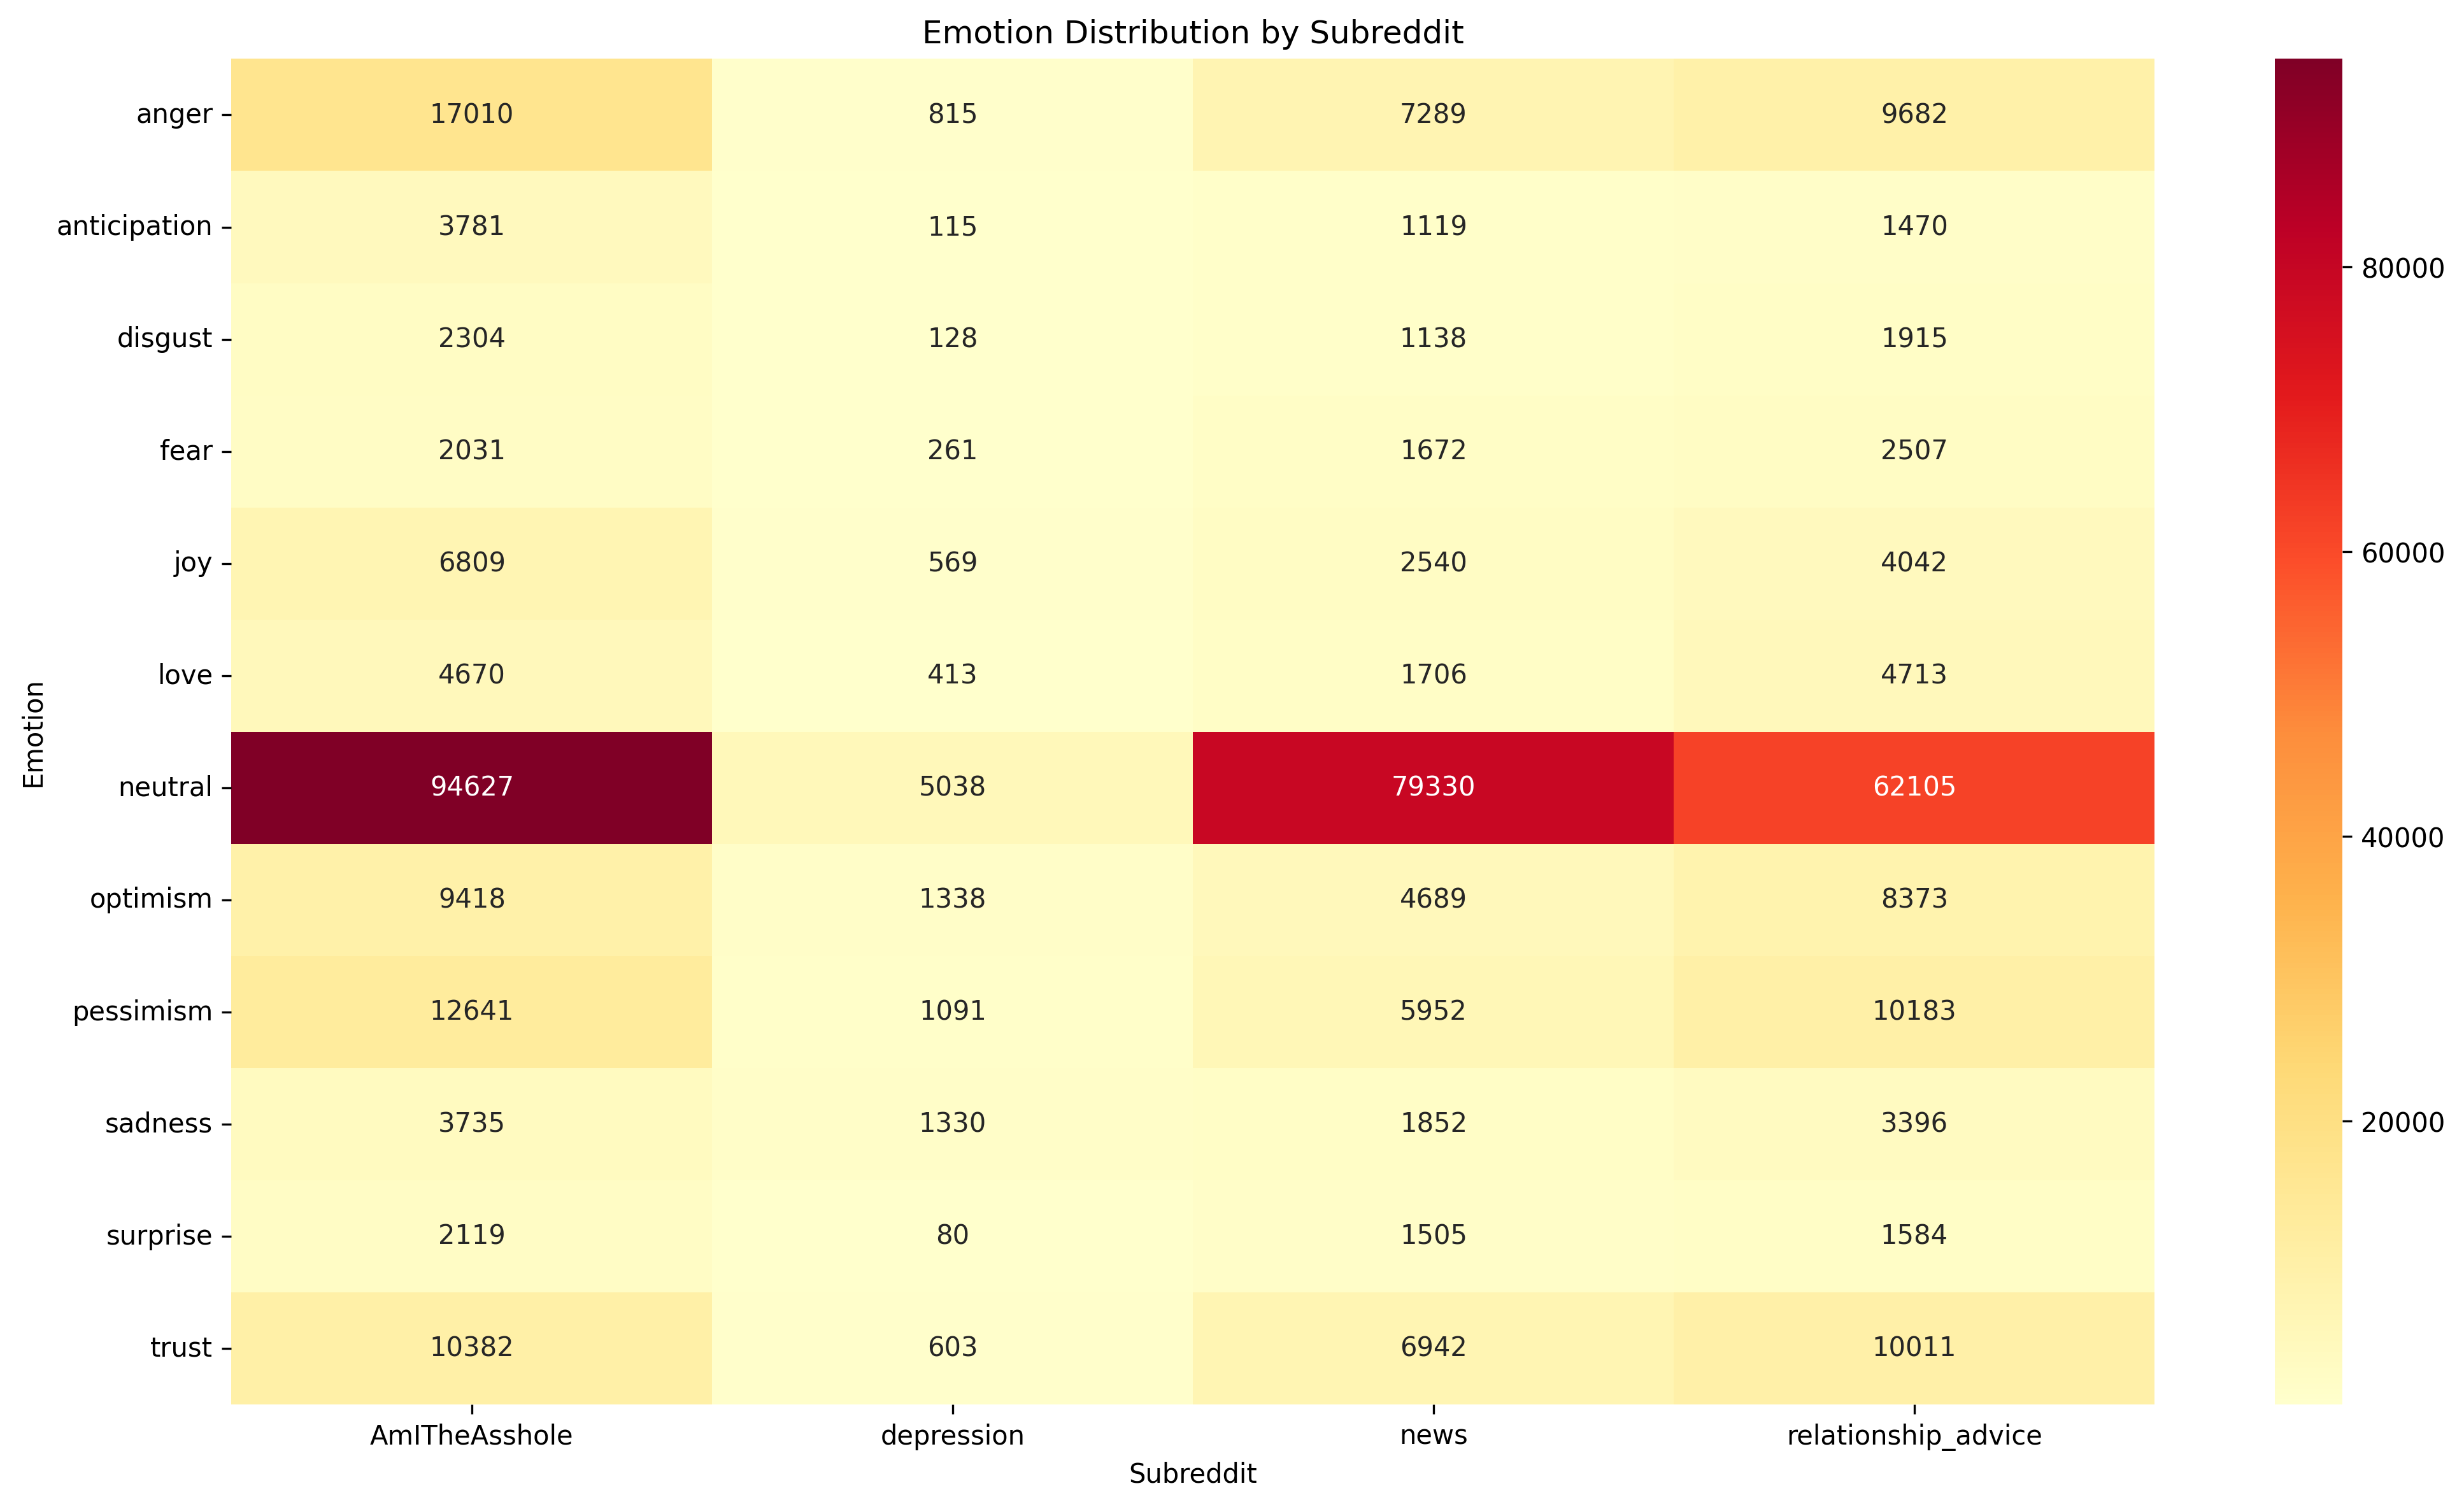 Emotion Distribution by Subreddit
anger 17010 815 7289 9682
anticipation 3781 115 1119 1470
disgust 2304 128 1138 1915
fear 2031 261 1672 2507
joy 6809 569 2540 4042
love 4670 413 1706 4713
neutral 94627 5038 79330 62105
optimism 9418 1338 4689 8373
pessimism 12641 1091 5952 10183
sadness 3735 1330 1852 3396
surprise 2119 80 1505 1584
trust 10382 603 6942 10011
AmITheAsshole depression news relationship_advice
Subreddit
Emotion
80000
60000
40000
20000